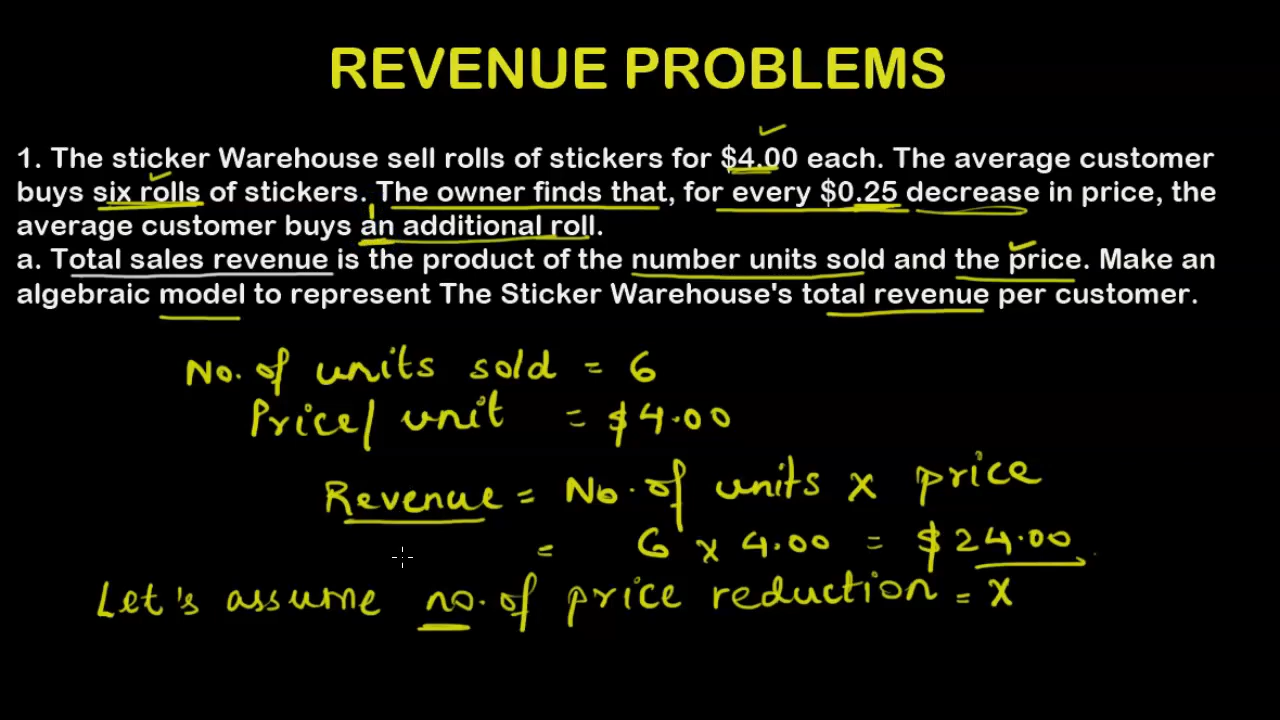 REVENUE PROBLEMS
1. The sticker Warehouse sell rolls of stickers for $4.00 each. The average customer
buys six rolls of stickers. The owner finds that, for every $0.25 decrease in price, the
average customer buys an additional roll.
a. Total sales revenue is the product of the number units sold and the price. Make an
algebraic model to represent The Sticker Warehouse's total revenue per customer.
No. of units sold = 6
Price/ unit = $4.00
Revenue = No. of units x price
= 6 x 4.00 = $24.00
Let's assume no. of price reduction = x